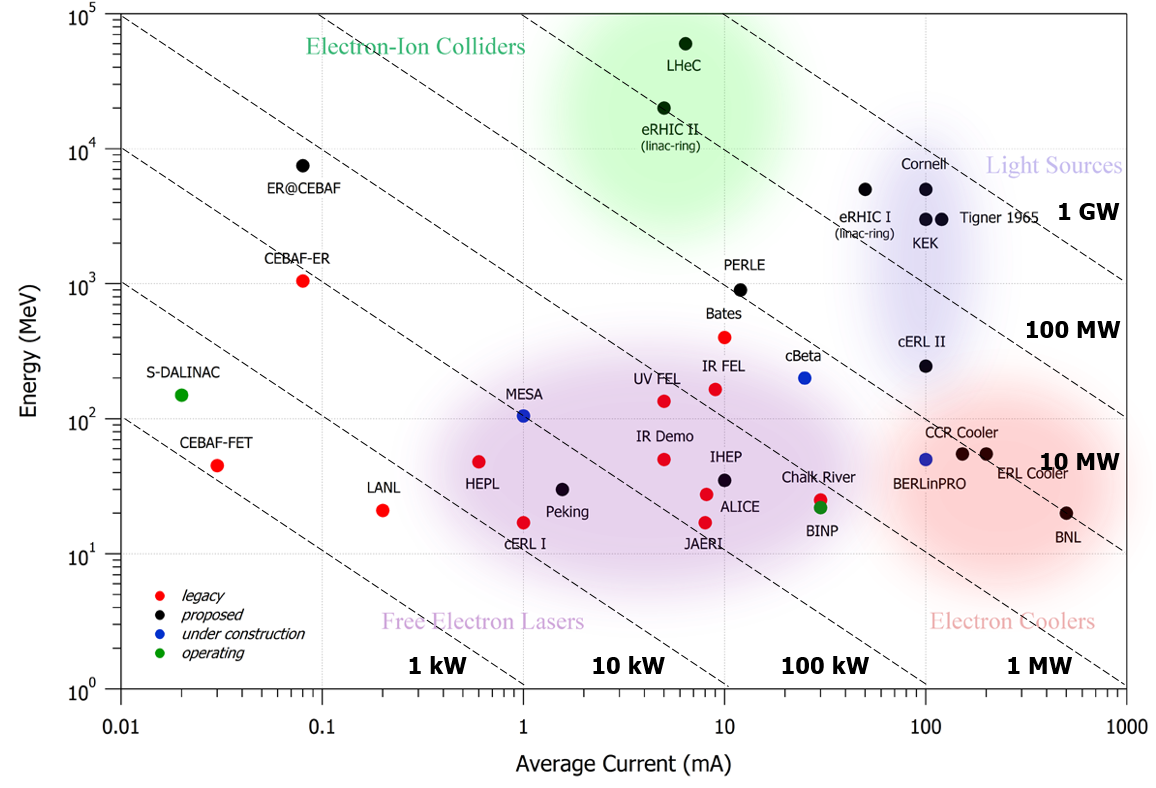 10^5
Electron-Ion Colliders
LHeC
eRHIC II
(linac-ring)
10^4
ER@CEBAF
Cornell
Light Sources
eRHIC I
(linac-ring)
Tigner 1965
1 GW
KEK
CEBAF-ER
PERLE
10^3
Bates
100 MW
cERL II
cBeta
S-DALINAC
IR FEL
UV FEL
MESA
10^2
CEBAF-FET
IR Demo
CCR Cooler
IHEP
10 MW
ERL Cooler
Chalk River
HEPL
BERLinPRO
LANL
Peking
ALICE
BINP
BNL
cERL I
JAERI
10^1
legacy
proposed
under construction
operating
Free Electron Lasers
Electron Coolers
1 kW
10 kW
100 kW
1 MW
10^0
0.01
0.1
1
10
100
1000
Average Current (mA)
Energy (MeV)